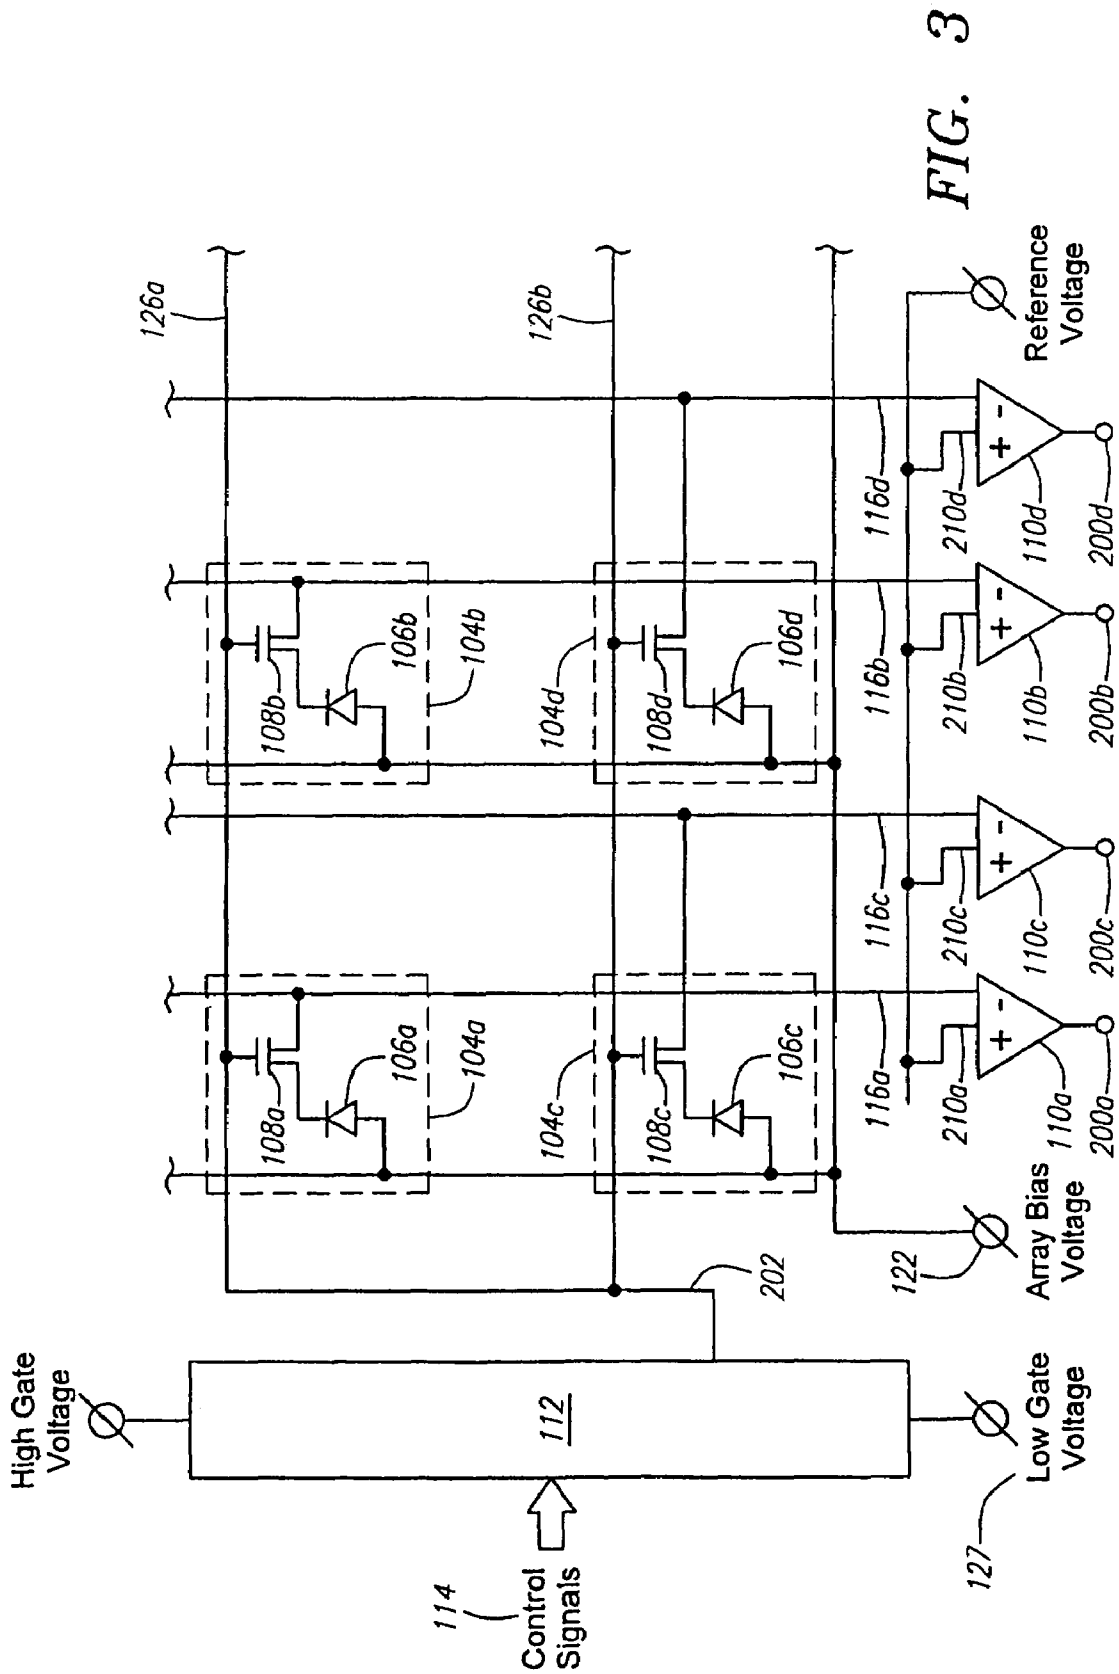 High Gate
Voltage
114
Control
Signals
112
127
Low Gate
Voltage
202
122
Array Bias
Voltage
126a
126b
108a
106a
104a
104c
108c
106c
108b
106b
104b
104d
108d
106d
116a
116c
116b
116d
210a
210c
210b
210d
+ -
+ -
+ -
+ -
110a
110c
110b
110d
200a
200c
200b
200d
Reference
Voltage
FIG. 3